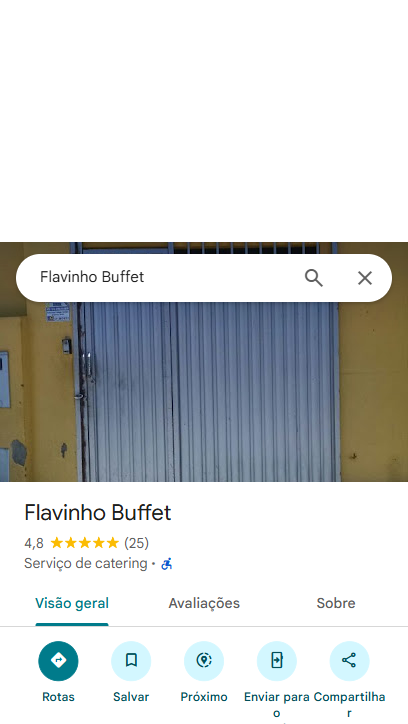 Flavinho Buffet
Flavinho Buffet
4,8 (25)
Serviço de catering ·
Visão geral
Avaliações
Sobre
Rotas
Salvar
Próximo
Enviar para
o
Compartilha
r